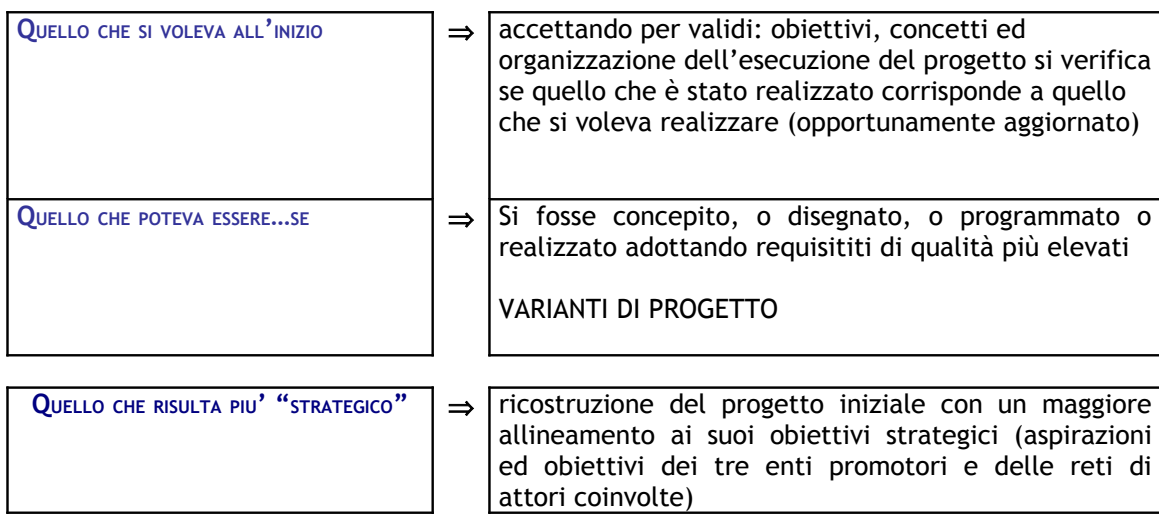 QUELLO CHE SI VOLEVA ALL’INIZIO ⇒ accettando per validi: obiettivi, concetti ed
organizzazione dell’esecuzione del progetto si verifica
se quello che è stato realizzato corrisponde a quello
che si voleva realizzare (opportunamente aggiornato)
QUELLO CHE POTEVA ESSERE...SE ⇒ Si fosse concepito, o disegnato, o programmato o
realizzato adottando requisititi di qualità più elevati
VARIANTI DI PROGETTO
QUELLO CHE RISULTA PIU’ “STRATEGICO” ⇒ ricostruzione del progetto iniziale con un maggiore
allineamento ai suoi obiettivi strategici (aspirazioni
ed obiettivi dei tre enti promotori e delle reti di
attori coinvolte)